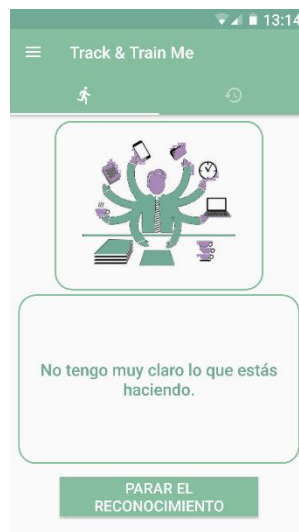 13:14
Track & Train Me
No tengo muy claro lo que estás
haciendo.
PARAR EL
RECONOCIMIENTO